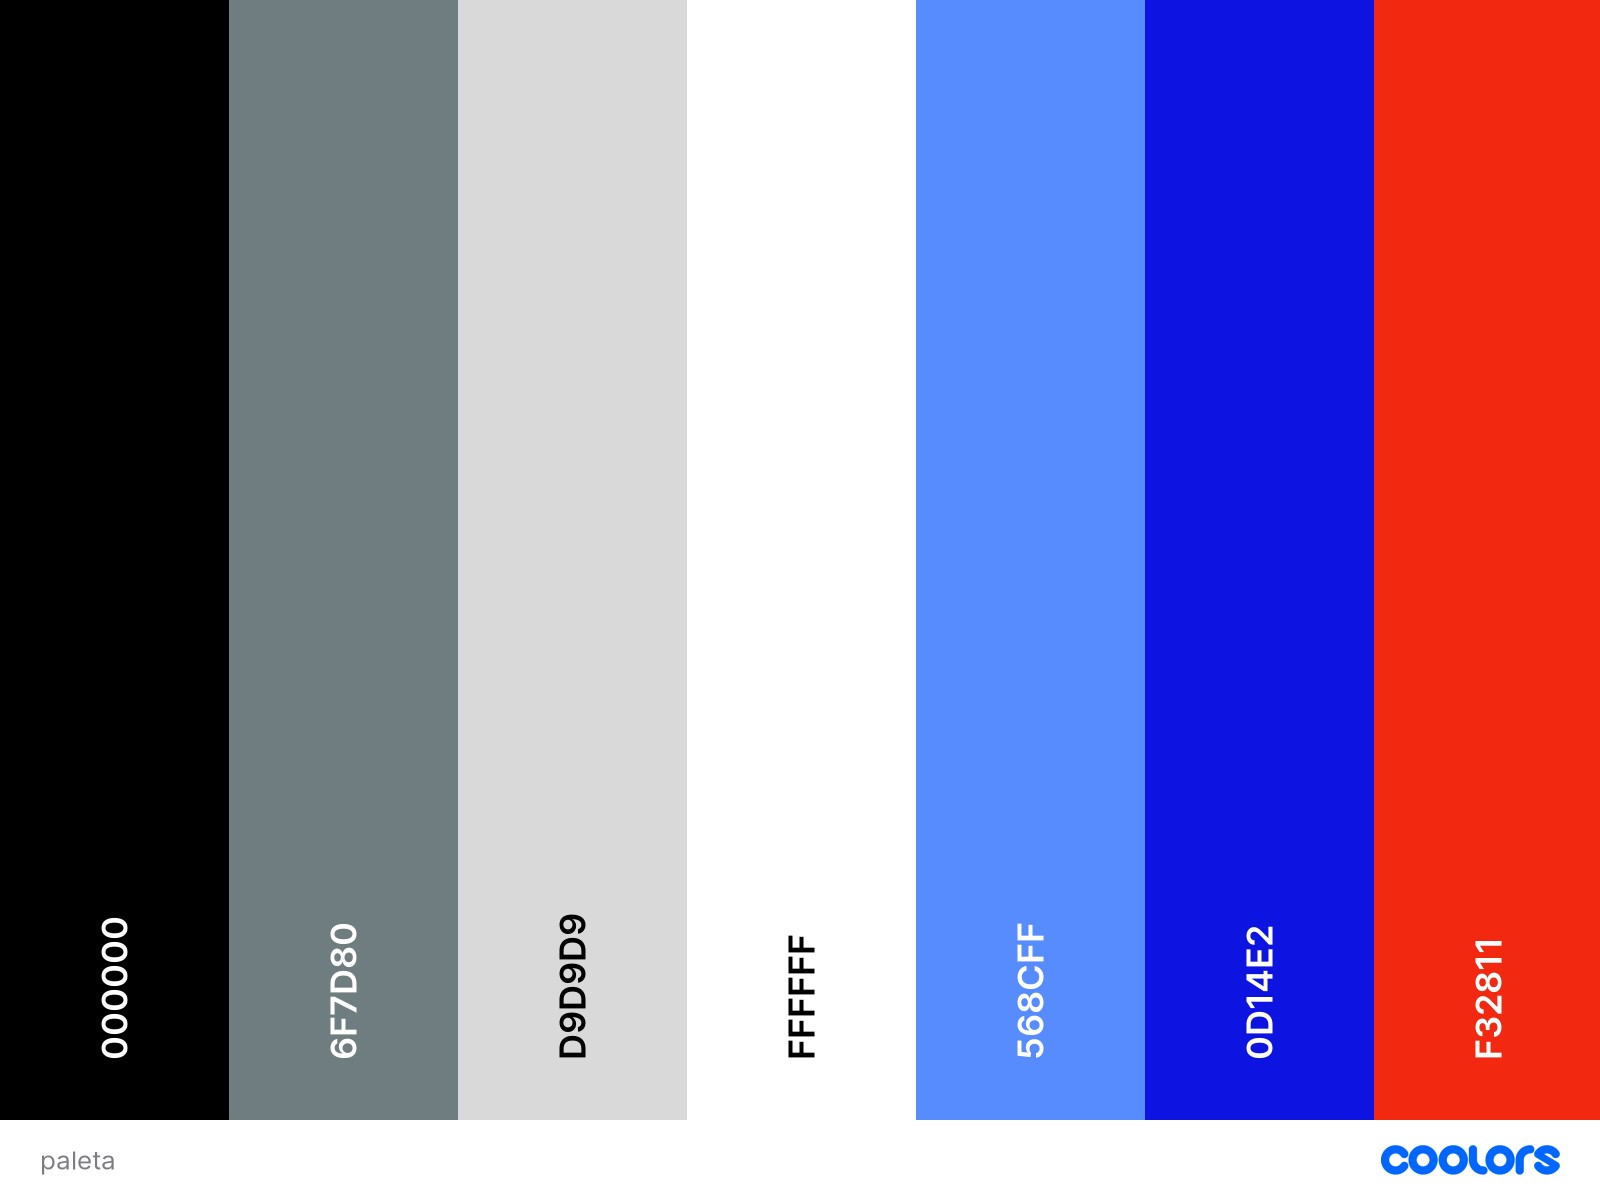 000000
6F7D80
D9D9D9
FFFFFF
568CFF
0D14E2
F32811
paleta
coolors